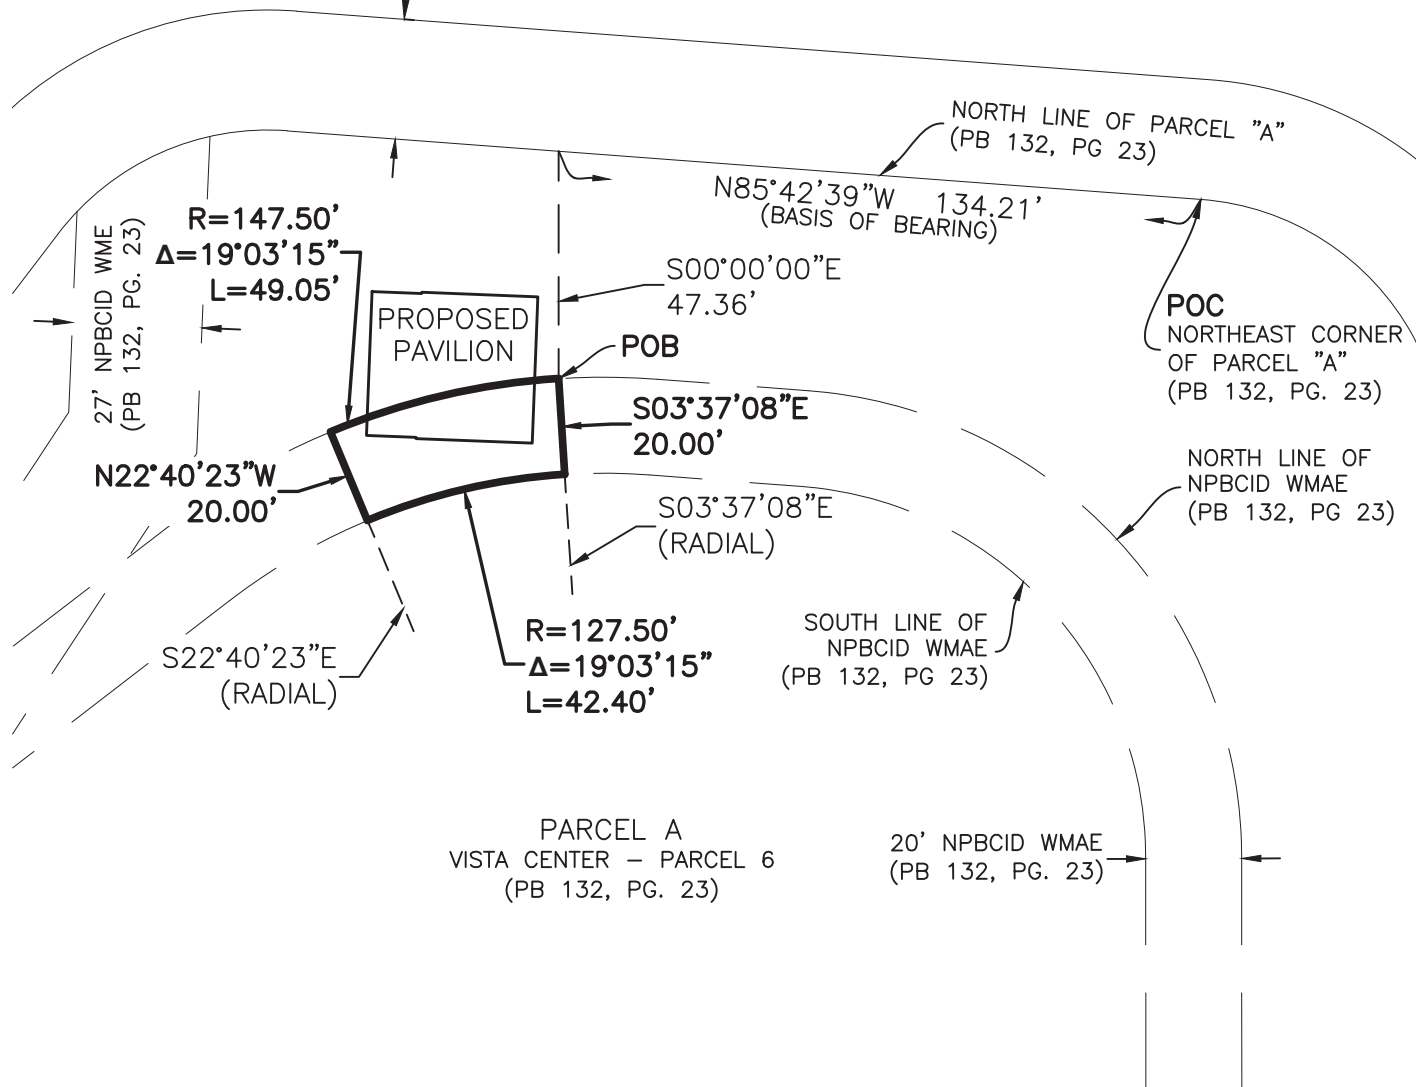 NORTH LINE OF PARCEL "A"
(PB 132, PG 23)
N85°42'39"W 134.21'
(BASIS OF BEARING)
R=147.50'
Δ=19°03'15"
L=49.05'
27' NPBCID WME
(PB 132, PG. 23)
S00°00'00"E
47.36'
PROPOSED
PAVILION
POB
POC
NORTHEAST CORNER
OF PARCEL "A"
(PB 132, PG. 23)
S03°37'08"E
20.00'
N22°40'23"W
20.00'
NORTH LINE OF
NPBCID WMAE
(PB 132, PG 23)
S03°37'08"E
(RADIAL)
S22°40'23"E
(RADIAL)
R=127.50'
Δ=19°03'15"
L=42.40'
SOUTH LINE OF
NPBCID WMAE
(PB 132, PG 23)
PARCEL A
VISTA CENTER – PARCEL 6
(PB 132, PG. 23)
20' NPBCID WMAE
(PB 132, PG. 23)